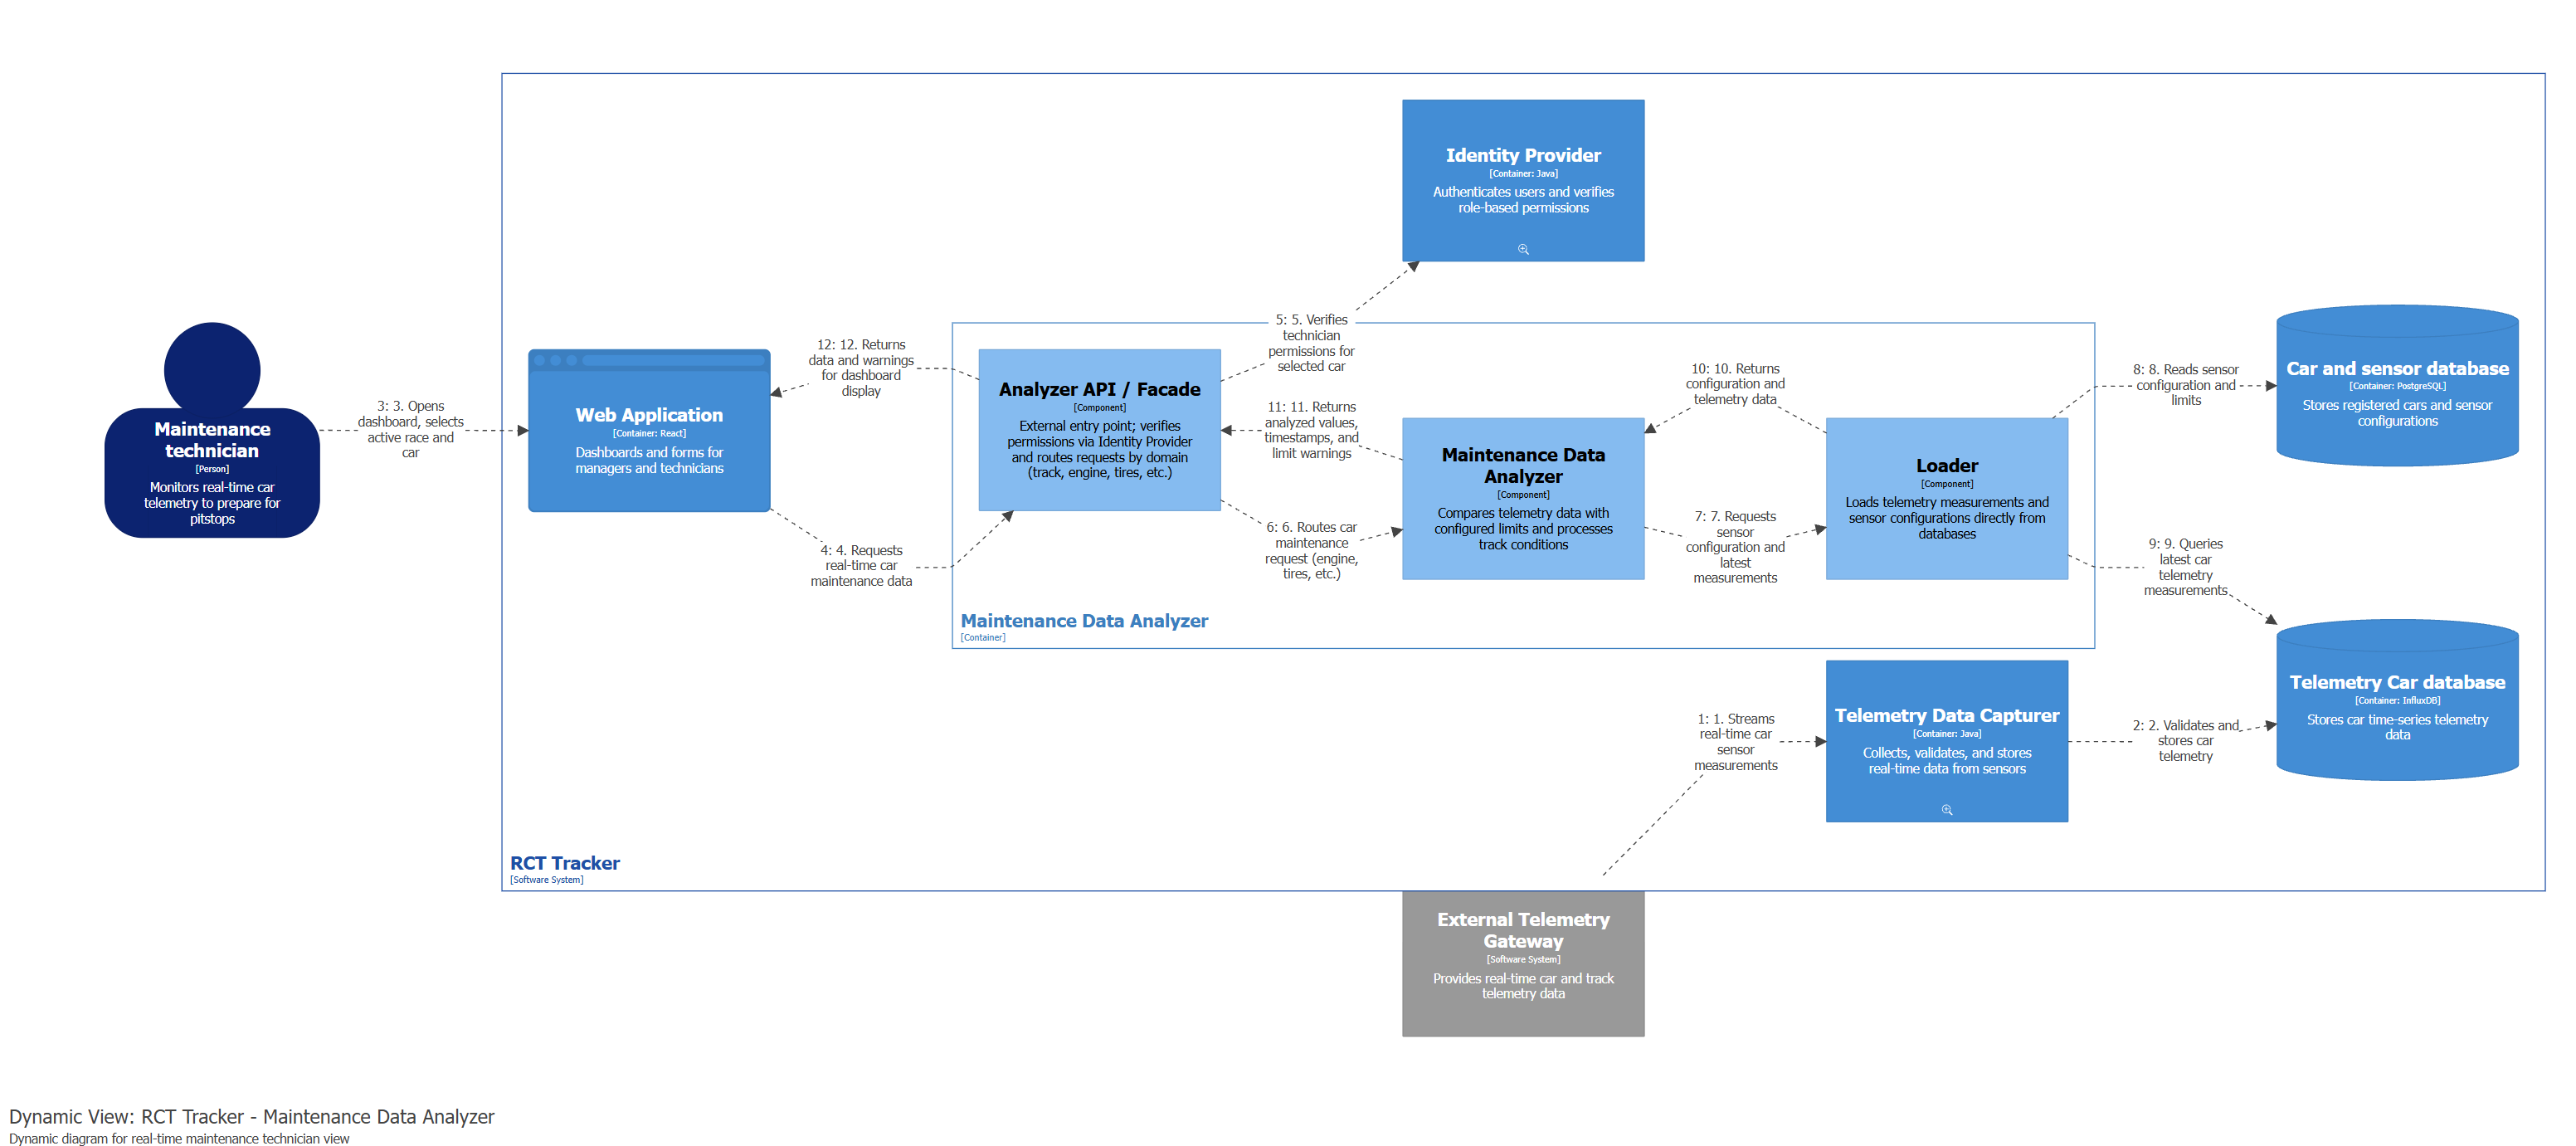 Identity Provider
[Container: Java]
Authenticates users and verifies
role-based permissions
5: 5. Verifies
technician
permissions for
selected car
Maintenance
technician
[Person]
Monitors real-time car
telemetry to prepare for
pitstops
3: 3. Opens
dashboard, selects
active race and
car
Web Application
[Container: React]
Dashboards and forms for
managers and technicians
12: 12. Returns
data and warnings
for dashboard
display
4: 4. Requests
real-time car
maintenance data
Analyzer API / Facade
[Component]
External entry point; verifies
permissions via Identity Provider
and routes requests by domain
(track, engine, tires, etc.)
11: 11. Returns
analyzed values,
timestamps, and
limit warnings
6: 6. Routes car
maintenance
request (engine,
tires, etc.)
Maintenance Data
Analyzer
[Component]
Compares telemetry data with
configured limits and processes
track conditions
10: 10. Returns
configuration and
telemetry data
7: 7. Requests
sensor
configuration and
latest
measurements
Loader
[Component]
Loads telemetry measurements and
sensor configurations directly from
databases
8: 8. Reads sensor
configuration and
limits
Car and sensor database
[Container: PostgreSQL]
Stores registered cars and sensor
configurations
9: 9. Queries
latest car
telemetry
measurements
Maintenance Data Analyzer
[Container]
Telemetry Car database
[Container: InfluxDB]
Stores car time-series telemetry
data
1: 1. Streams
real-time car
sensor
measurements
Telemetry Data Capturer
[Container: Java]
Collects, validates, and stores
real-time data from sensors
2: 2. Validates and
stores car
telemetry
RCT Tracker
[Software System]
External Telemetry
Gateway
[Software System]
Provides real-time car and track
telemetry data
Dynamic View: RCT Tracker - Maintenance Data Analyzer
Dynamic diagram for real-time maintenance technician view